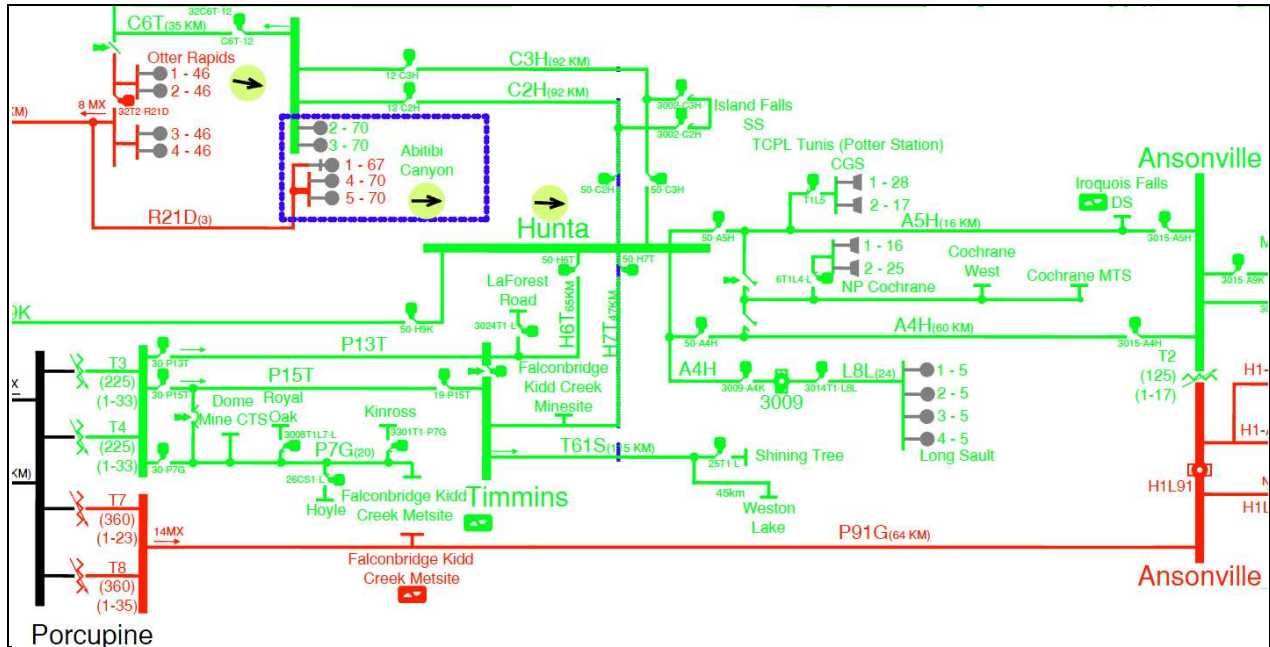 32C6T-12
C6T(35 KM)
C6T-12
Otter Rapids
1 - 46
2 - 46
32T2-R21D
8 MX
KM)
3 - 46
4 - 46
R21D(3)
C3H(92 KM)
12-C3H
C2H(92 KM)
12-C2H
2 - 70
3 - 70
Abitibi
Canyon
1 - 67
4 - 70
5 - 70
3002-C3H
3002-C2H
Island Falls
SS
50-C2H
50-C3H
Hunta
50-H6T
50-H7T
TCPL Tunis (Potter Station)
CGS
T1L5
1 - 28
2 - 17
Ansonville
Iroquois Falls
DS
50-A5H
A5H(16 KM)
3015-A5H
1 - 16
2 - 25
6T1L4-L
NP Cochrane
Cochrane
West
Cochrane MTS
M
3015-A9K
50-A4H
A4H(60 KM)
3015-A4H
9K
50-H9K
LaForest
Road
3024T1-L
H6T 65KM
H7T 47KM
P13T
30-P13T
T3
(225)
(1-33)
P15T
30-P15T
19-P15T
Royal
Oak
Dome
Mine CTS
3008T1L7-L
Kinross
3301T1-P7G
T4
(225)
(1-33)
30-P7G
P7G(20)
26CS1-L
Hoyle
Falconbridge Kidd
Creek Metsite
Falconbridge
Kidd Creek
Minesite
Timmins
T61S(115 KM)
25T1-L
Shining Tree
45km
Weston
Lake
A4H
3009-A4K
3009
3014T1-L8L
L8L(24)
1 - 5
2 - 5
3 - 5
4 - 5
Long Sault
T2
(125)
(1-17)
H1-
H1-A
H1L91
H1L
T7
(360)
(1-23)
14MX
P91G(64 KM)
T8
(360)
(1-35)
Falconbridge Kidd
Creek Metsite
Ansonville
Porcupine